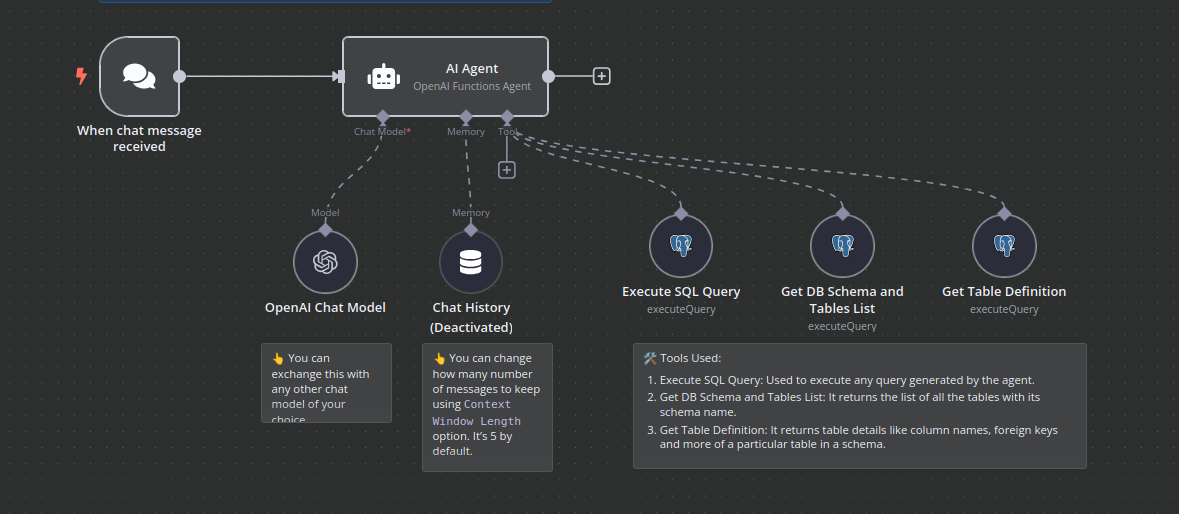 AI Agent
OpenAI Functions Agent
When chat message
received
Chat Model*
Memory
Tool
Model
Memory
OpenAI Chat Model
Chat History
(Deactivated)
Execute SQL Query
executeQuery
Get DB Schema and
Tables List
executeQuery
Get Table Definition
executeQuery
👆 You can
exchange this with
any other chat
model of your
choice.
👆 You can change
how many number
of messages to keep
using Context
Window Length
option. It's 5 by
default.
🛠️ Tools Used:
1. Execute SQL Query: Used to execute any query generated by the agent.
2. Get DB Schema and Tables List: It returns the list of all the tables with its
schema name.
3. Get Table Definition: It returns table details like column names, foreign keys
and more of a particular table in a schema.